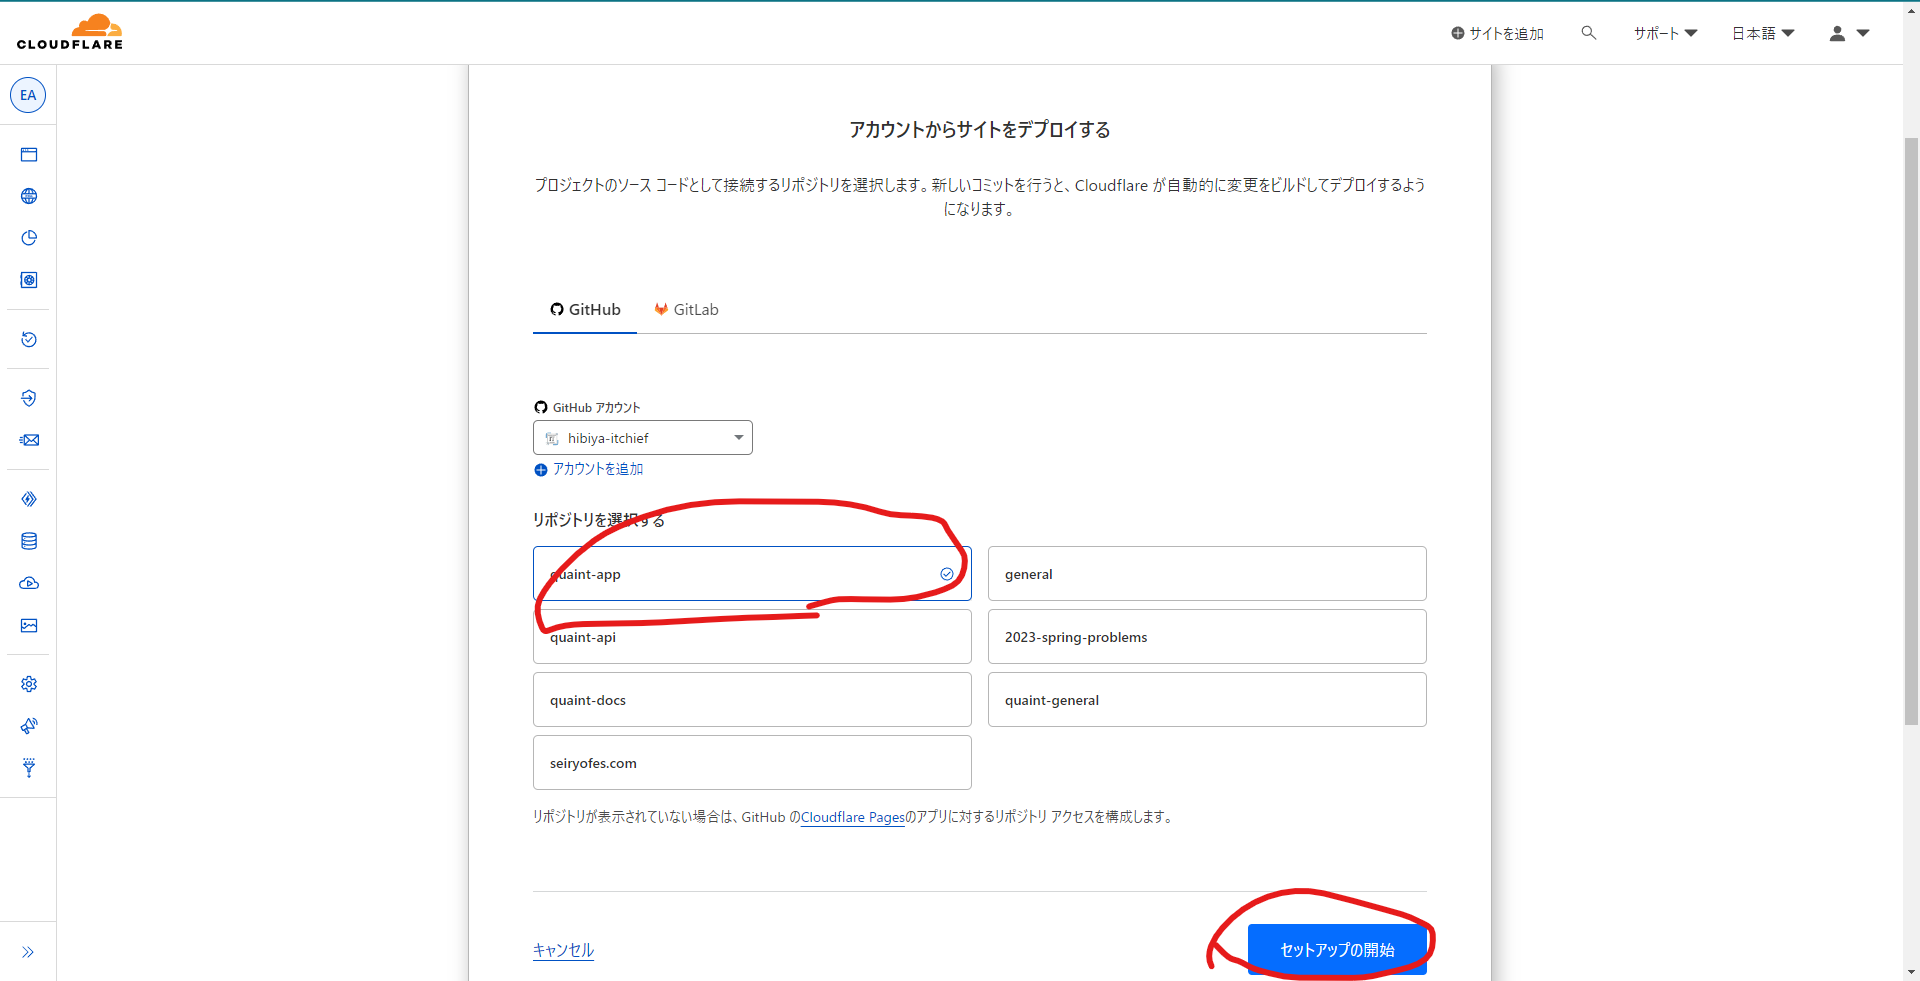 CLOUDFLARE
サイトを追加
サポート
日本語
EA
アカウントからサイトをデプロイする
プロジェクトのソース コードとして接続するリポジトリを選択します。新しいコミットを行うと、Cloudflare が自動的に変更をビルドしてデプロイするよう
になります。
GitHub
GitLab
GitHub アカウント
hibiya-itchief
アカウントを追加
リポジトリを選択する
quaint-app
general
quaint-api
2023-spring-problems
quaint-docs
quaint-general
seiryofes.com
リポジトリが表示されていない場合は、GitHub のCloudflare Pagesのアプリに対するリポジトリ アクセスを構成します。
キャンセル
セットアップの開始